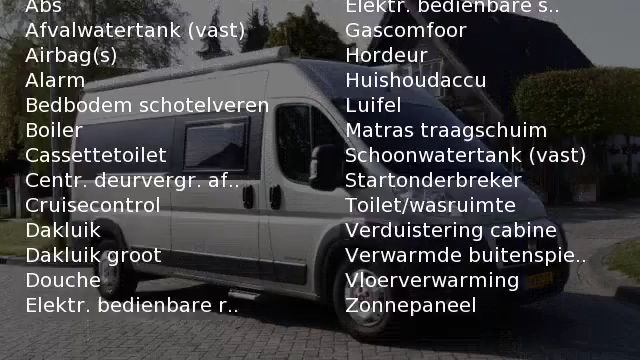 Abs
Afvalwatertank (vast)
Airbag(s)
Alarm
Bedbodem schotelveren
Boiler
Cassettetoilet
Centr. deurvergr. af..
Cruisecontrol
Dakluik
Dakluik groot
Douche
Elektr. bedienbare r..
Elektr. bedienbare s..
Gascomfoor
Hordeur
Huishoudaccu
Luifel
Matras traagschuim
Schoonwatertank (vast)
Startonderbreker
Toilet/wasruimte
Verduistering cabine
Verwarmde buitenspie..
Vloerverwarming
Zonnepaneel